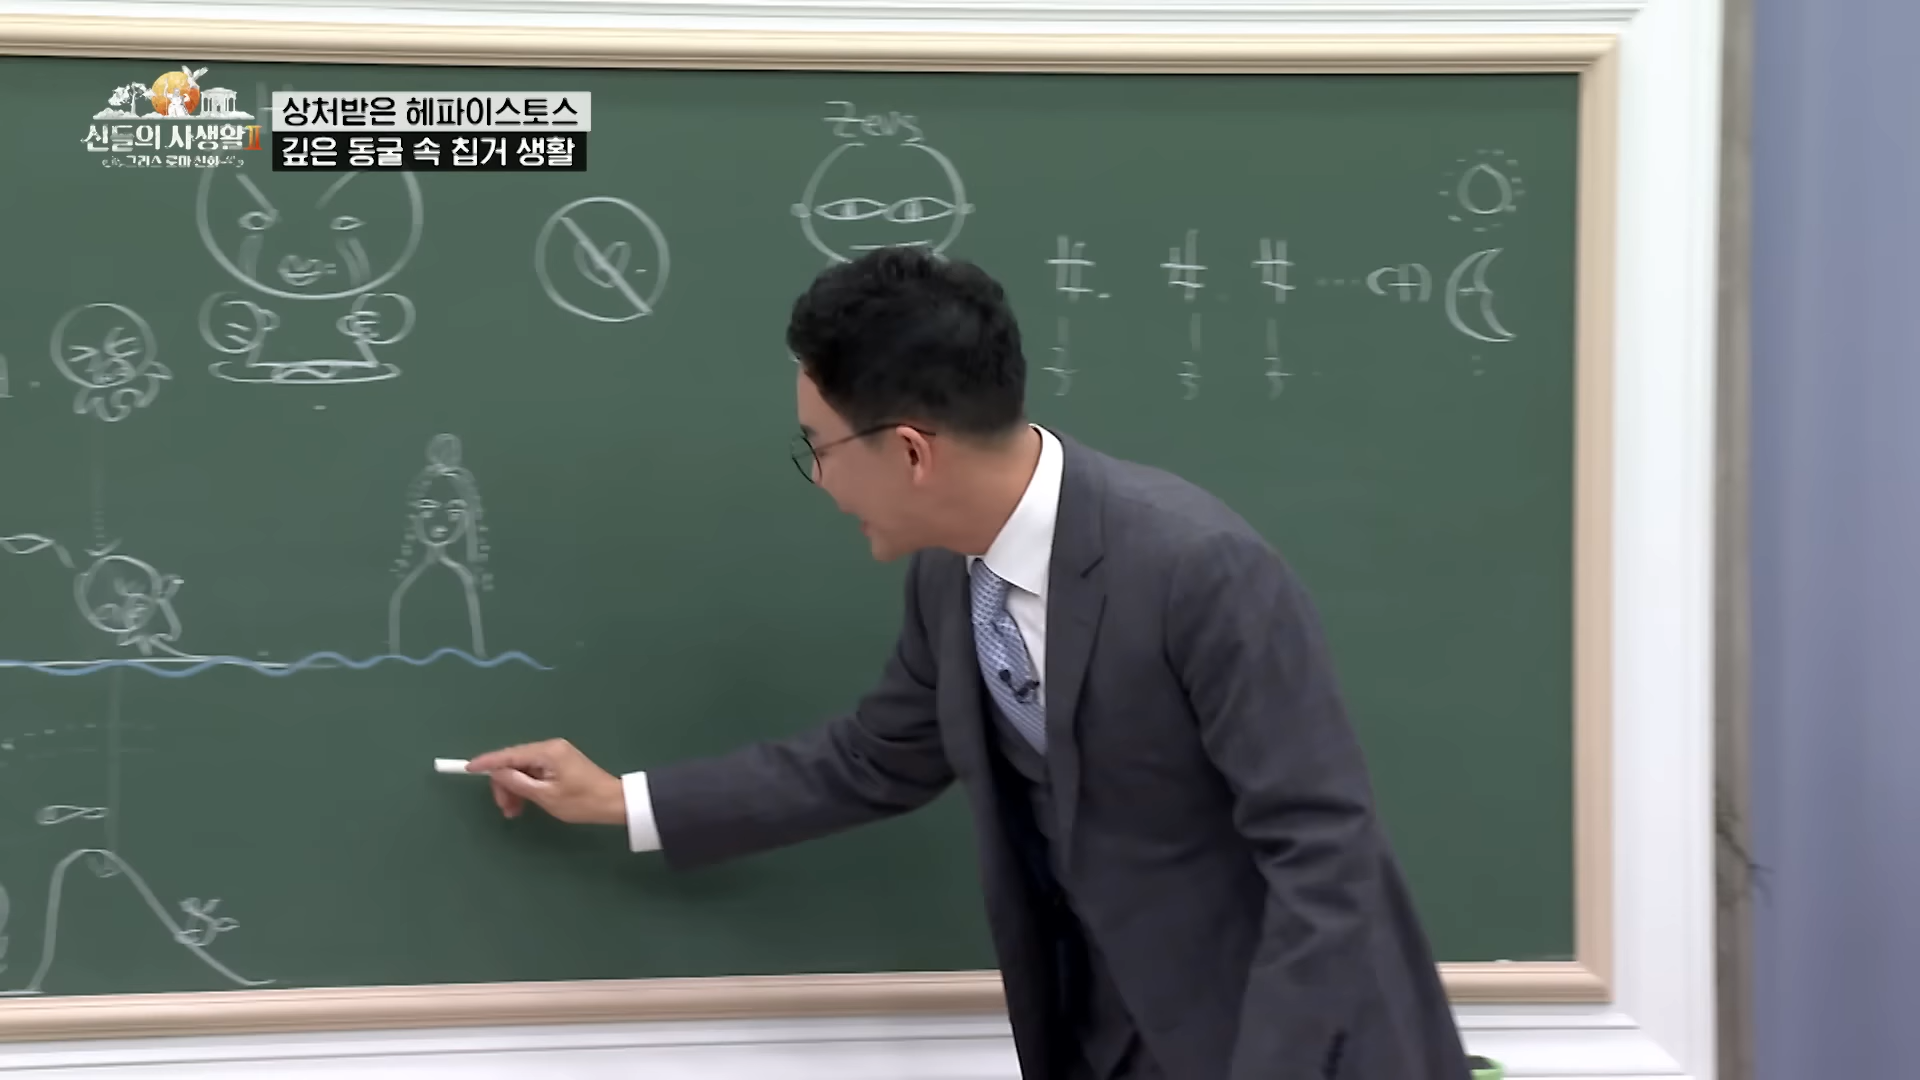 신들의 사생활II
그리스 로마 신화
상처받은 헤파이스토스
깊은 동굴 속 칩거 생활
Zeus